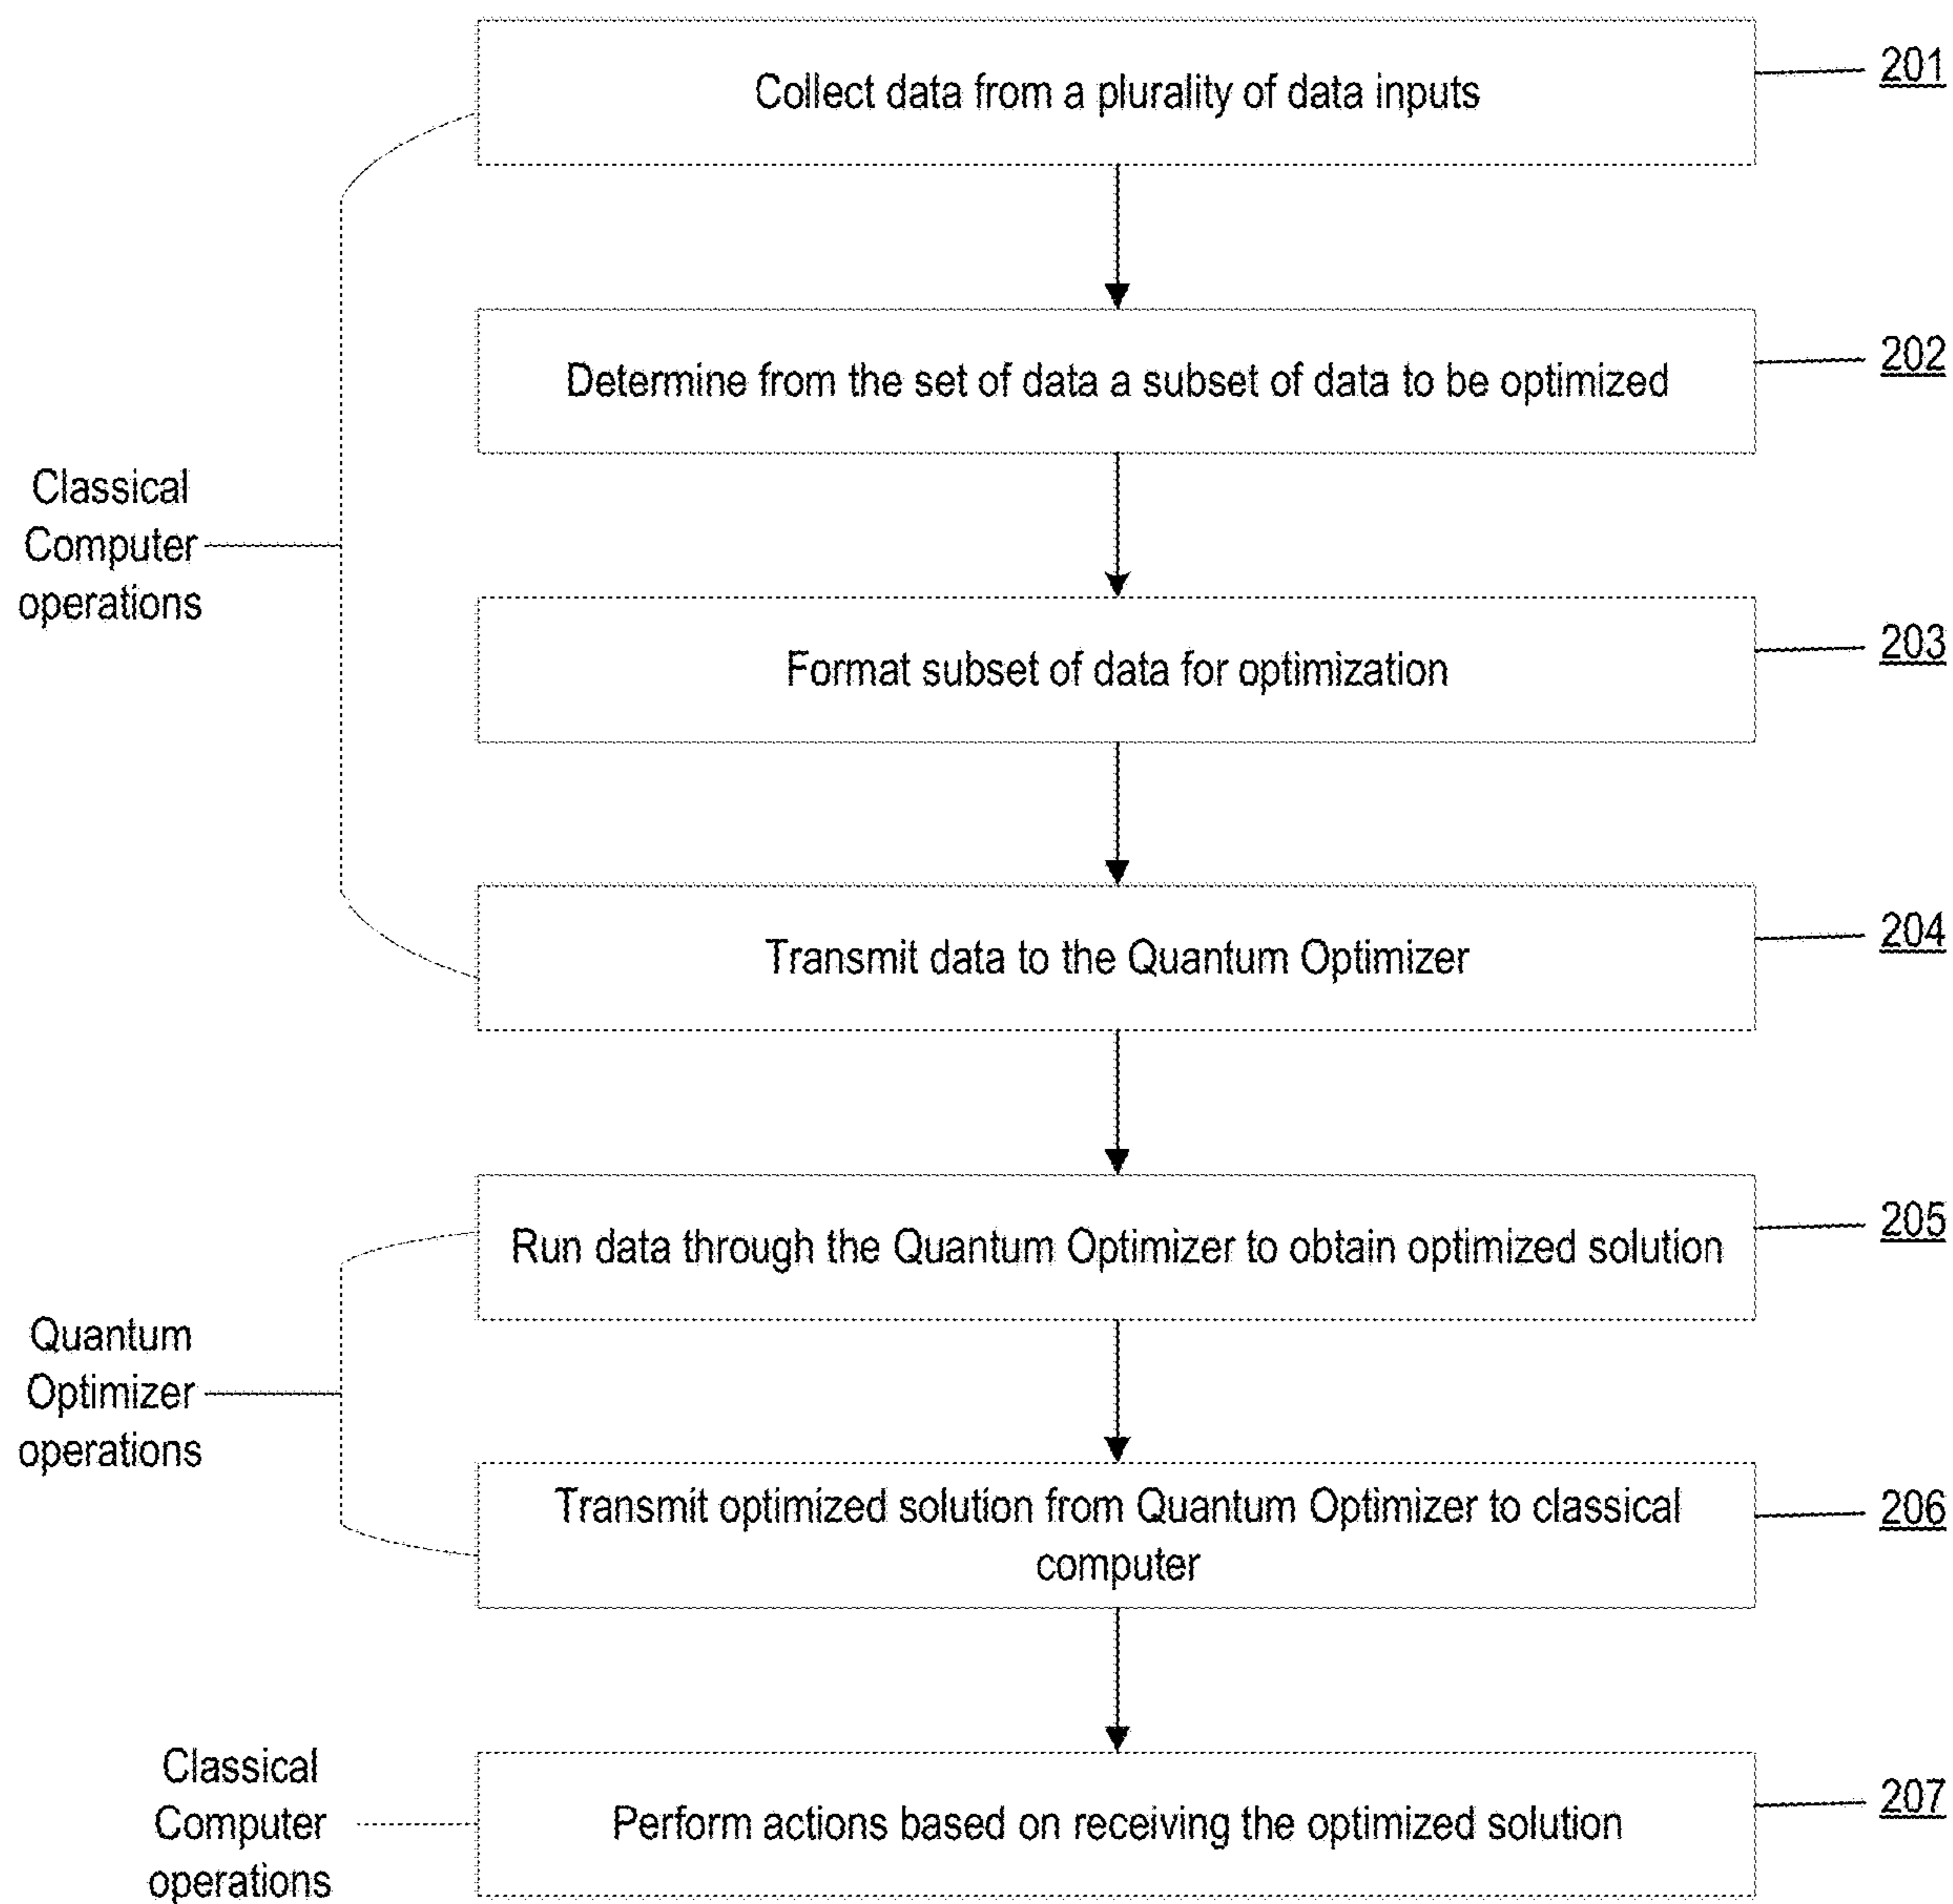 Collect data from a plurality of data inputs
201
Determine from the set of data a subset of data to be optimized
202
Classical
Computer
operations
Format subset of data for optimization
203
Transmit data to the Quantum Optimizer
204
Run data through the Quantum Optimizer to obtain optimized solution
205
Quantum
Optimizer
operations
Transmit optimized solution from Quantum Optimizer to classical
computer
206
Classical
Computer
operations
Perform actions based on receiving the optimized solution
207